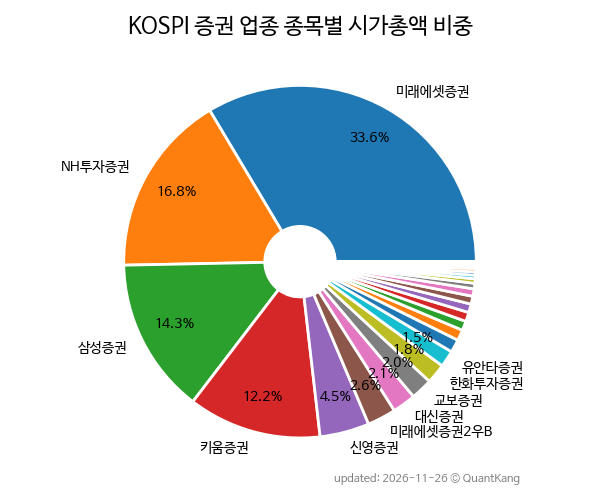 KOSPI 증권 업종 종목별 시가총액 비중
미래에셋증권
33.6%
NH투자증권
16.8%
삼성증권
14.3%
키움증권
12.2%
신영증권
4.5%
미래에셋증권2우B
2.6%
대신증권
2.1%
교보증권
2.0%
한화투자증권
1.8%
유안타증권
1.5%
updated: 2026-11-26 © QuantKang